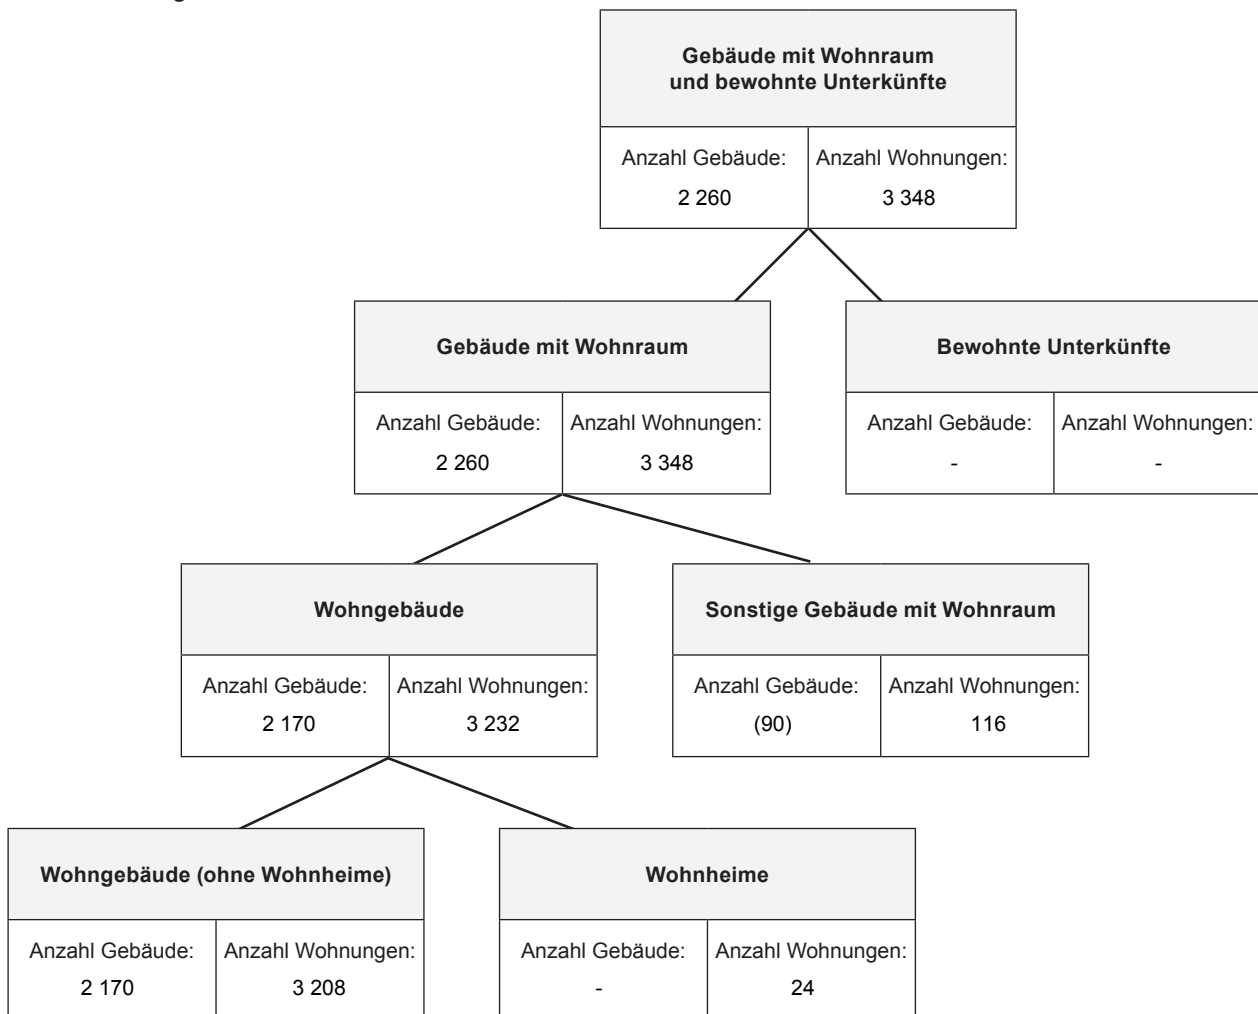 Gebäude mit Wohnraum
und bewohnte Unterkünfte
Anzahl Gebäude:
2 260
Anzahl Wohnungen:
3 348
Gebäude mit Wohnraum
Anzahl Gebäude:
2 260
Anzahl Wohnungen:
3 348
Bewohnte Unterkünfte
Anzahl Gebäude:
-
Anzahl Wohnungen:
-
Wohngebäude
Anzahl Gebäude:
2 170
Anzahl Wohnungen:
3 232
Sonstige Gebäude mit Wohnraum
Anzahl Gebäude:
(90)
Anzahl Wohnungen:
116
Wohngebäude (ohne Wohnheime)
Anzahl Gebäude:
2 170
Anzahl Wohnungen:
3 208
Wohnheime
Anzahl Gebäude:
-
Anzahl Wohnungen:
24